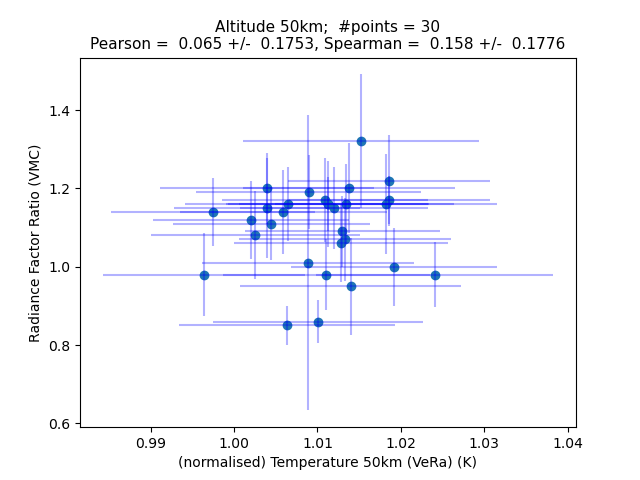 Altitude 50km;  #points = 30
Pearson =  0.065 +/-  0.1753, Spearman =  0.158 +/-  0.1776
Radiance Factor Ratio (VMC)
1.4
1.2
1.0
0.8
0.6
0.99 1.00 1.01 1.02 1.03 1.04
(normalised) Temperature 50km (VeRa) (K)